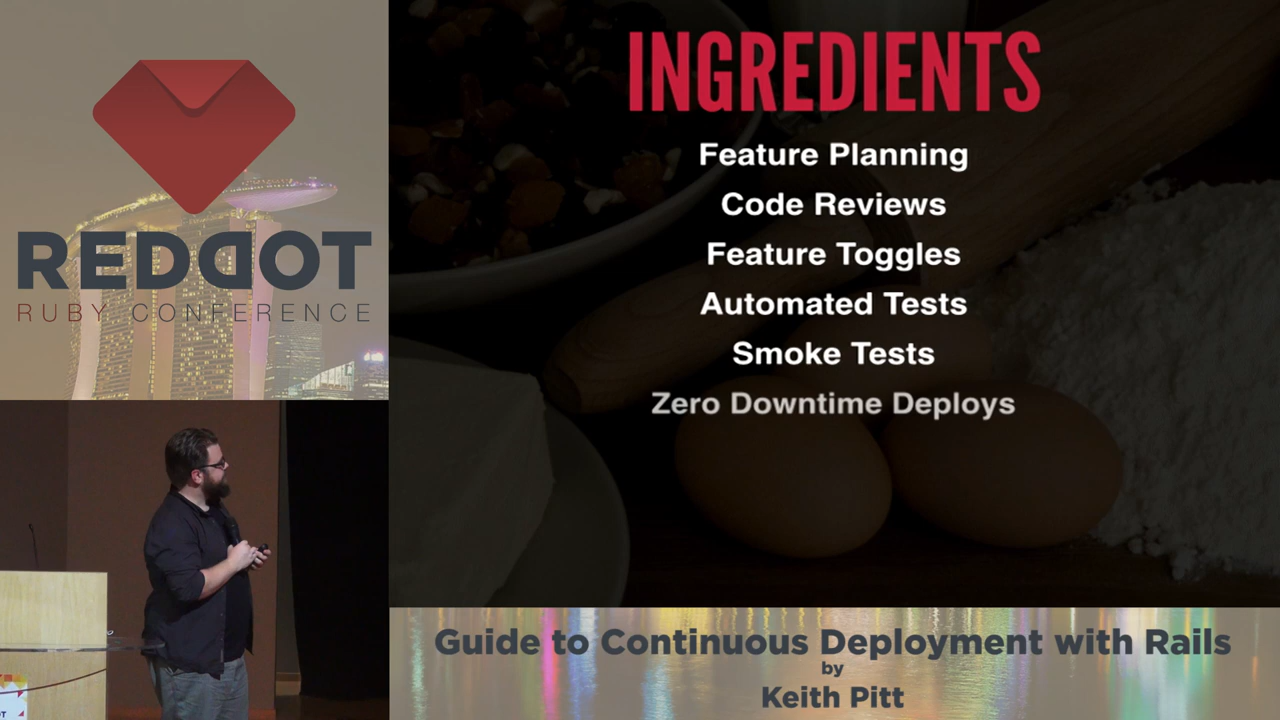 REDDOT
RUBY CONFERENCE
INGREDIENTS
Feature Planning
Code Reviews
Feature Toggles
Automated Tests
Smoke Tests
Zero Downtime Deploys
Guide to Continuous Deployment with Rails
by
Keith Pitt
OT